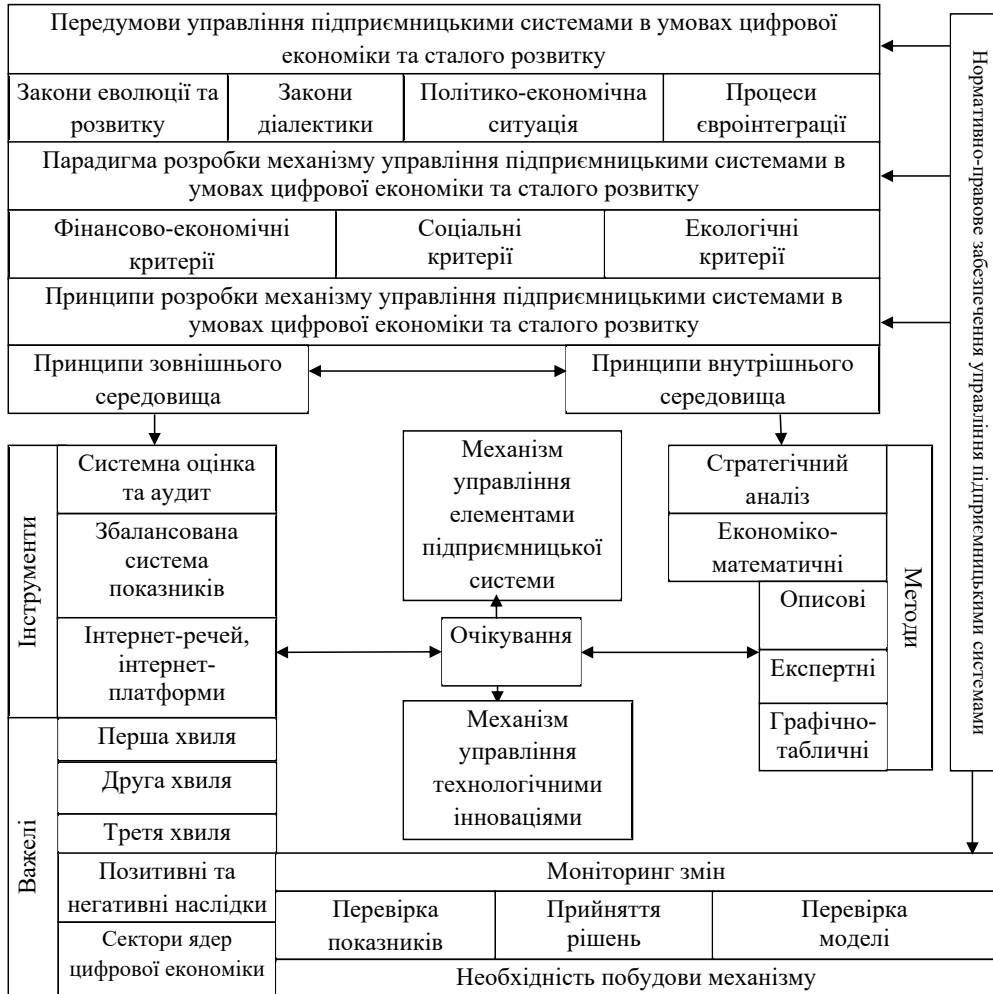 Передумови управління підприємницькими системами в умовах цифрової
економіки та сталого розвитку
Закони еволюції та
розвитку
Закони
діалектики
Політико-економічна
ситуація
Процеси
євроінтеграції
Парадигма розробки механізму управління підприємницькими системами в
умовах цифрової економіки та сталого розвитку
Фінансово-економічні
критерії
Соціальні
критерії
Екологічні
критерії
Принципи розробки механізму управління підприємницькими системами в
умовах цифрової економіки та сталого розвитку
Принципи зовнішнього
середовища
Принципи внутрішнього
середовища
Нормативно-правове забезпечення управління підприємницькими системами
Інструменти
Системна оцінка
та аудит
Збалансована
система
показників
Інтернет-речей,
інтернет-
платформи
Механізм
управління
елементами
підприємницької
системи
Очікування
Механізм
управління
технологічними
інноваціями
Стратегічний
аналіз
Економіко-
математичні
Описові
Експертні
Графічно-
табличні
Методи
Важелі
Перша хвиля
Друга хвиля
Третя хвиля
Позитивні та
негативні наслідки
Сектори ядер
цифрової економіки
Моніторинг змін
Перевірка
показників
Прийняття
рішень
Перевірка
моделі
Необхідність побудови механізму